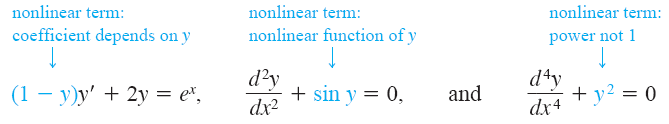 nonlinear term: nonlinear term: nonlinear term:
coefficient depends on y nonlinear function of y power not 1
(1 − y)y′ + 2y = eˣ, d²y/dx² + sin y = 0, and d⁴y/dx⁴ + y² = 0